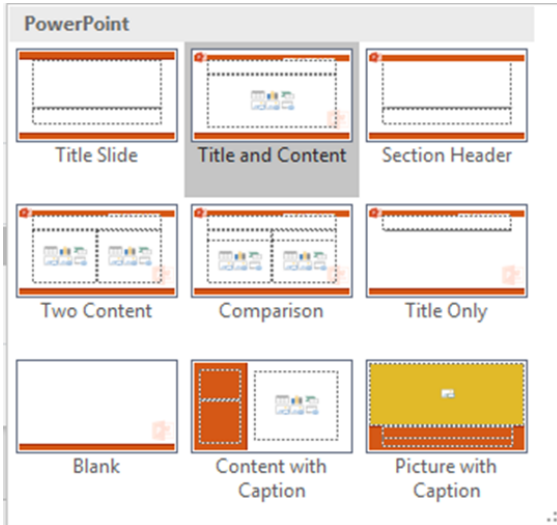 PowerPoint
Title Slide
Title and Content
Section Header
Two Content
Comparison
Title Only
Blank
Content with
Caption
Picture with
Caption